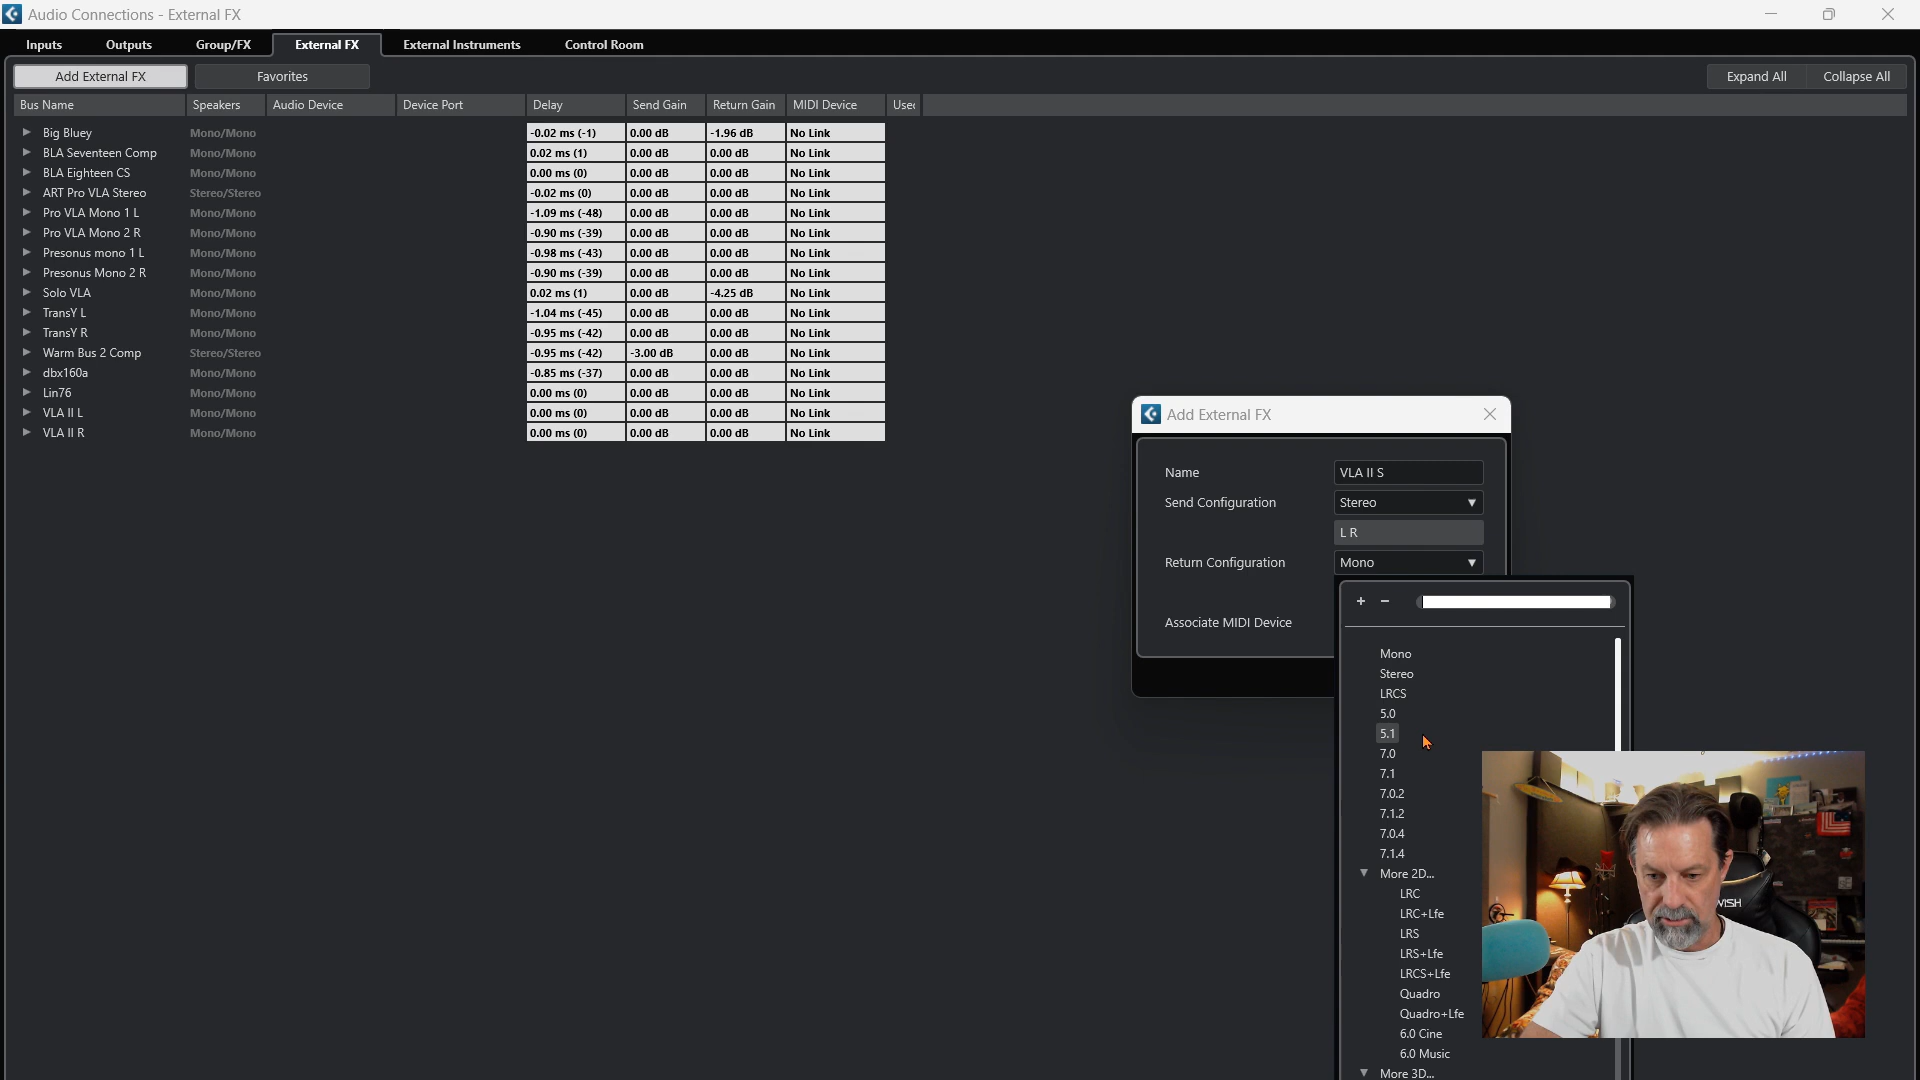 Audio Connections - External FX
Inputs Outputs Group/FX External FX External Instruments Control Room
Add External FX Favorites Expand All Collapse All
Bus Name Speakers Audio Device Device Port Delay Send Gain Return Gain MIDI Device Used
Big Bluey Mono/Mono -0.02 ms (-1) 0.00 dB -1.96 dB No Link
BLA Seventeen Comp Mono/Mono 0.02 ms (1) 0.00 dB 0.00 dB No Link
BLA Eighteen CS Mono/Mono 0.00 ms (0) 0.00 dB 0.00 dB No Link
ART Pro VLA Stereo Stereo/Stereo -0.02 ms (0) 0.00 dB 0.00 dB No Link
Pro VLA Mono 1 L Mono/Mono -1.09 ms (-48) 0.00 dB 0.00 dB No Link
Pro VLA Mono 2 R Mono/Mono -0.90 ms (-39) 0.00 dB 0.00 dB No Link
Presonus mono 1 L Mono/Mono -0.98 ms (-43) 0.00 dB 0.00 dB No Link
Presonus Mono 2 R Mono/Mono -0.90 ms (-39) 0.00 dB 0.00 dB No Link
Solo VLA Mono/Mono 0.02 ms (1) 0.00 dB -4.25 dB No Link
TransY L Mono/Mono -1.04 ms (-45) 0.00 dB 0.00 dB No Link
TransY R Mono/Mono -0.95 ms (-42) 0.00 dB 0.00 dB No Link
Warm Bus 2 Comp Stereo/Stereo -0.95 ms (-42) -3.00 dB 0.00 dB No Link
dbx160a Mono/Mono -0.85 ms (-37) 0.00 dB 0.00 dB No Link
Lin76 Mono/Mono 0.00 ms (0) 0.00 dB 0.00 dB No Link
VLA II L Mono/Mono 0.00 ms (0) 0.00 dB 0.00 dB No Link
VLA II R Mono/Mono 0.00 ms (0) 0.00 dB 0.00 dB No Link
Add External FX
Name VLA II S
Send Configuration Stereo
L R
Return Configuration Mono
Associate MIDI Device
+ -
Mono
Stereo
LRCS
5.0
5.1
7.0
7.1
7.0.2
7.1.2
7.0.4
7.1.4
More 2D...
LRC
LRC+Lfe
LRS
LRS+Lfe
LRCS+Lfe
Quadro
Quadro+Lfe
6.0 Cine
6.0 Music
More 3D...